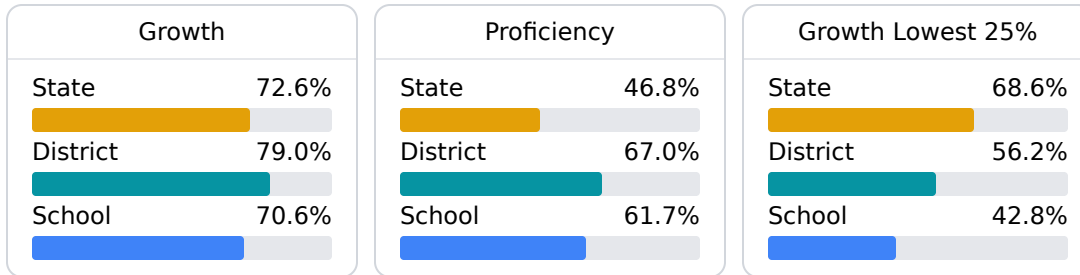 Growth
State 72.6%
District 79.0%
School 70.6%
Proficiency
State 46.8%
District 67.0%
School 61.7%
Growth Lowest 25%
State 68.6%
District 56.2%
School 42.8%